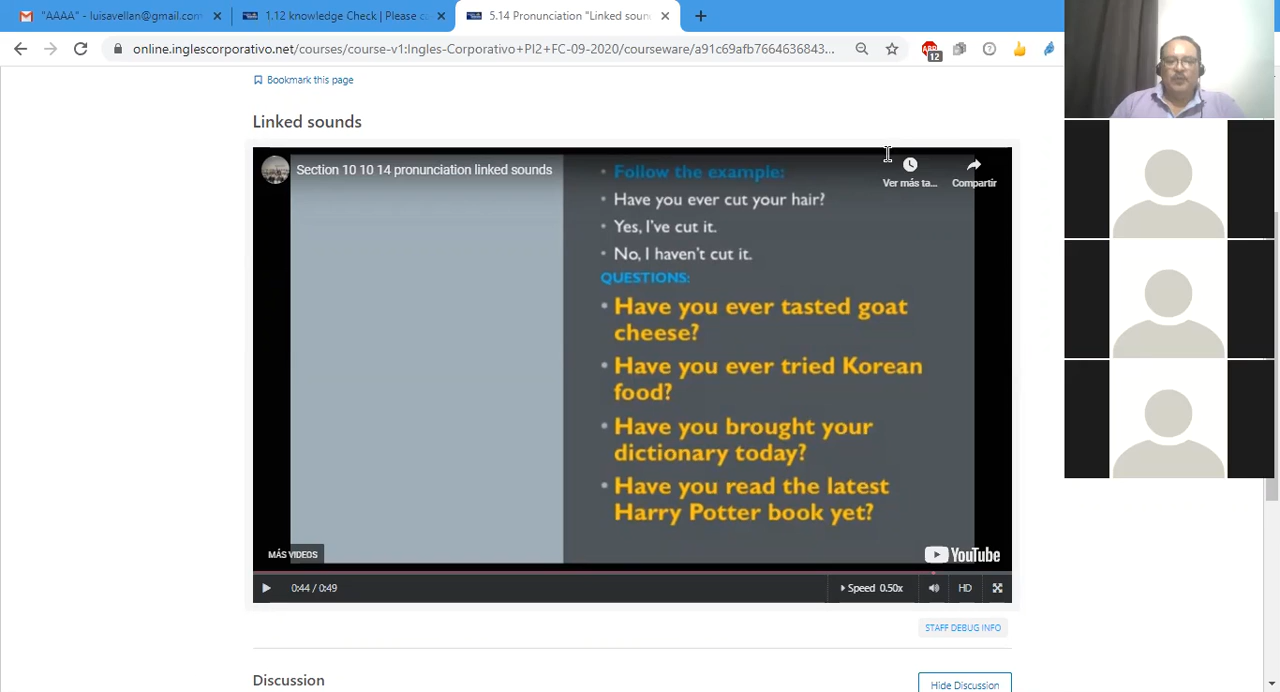 "AAAA" - luisavellan@gmail.com
1.12 knowledge Check | Please c
5.14 Pronunciation "Linked soun
online.inglescorporativo.net/courses/course-v1:Ingles-Corporativo+PI2+FC-09-2020/courseware/a91c69afb7664636843...
ABP
12
Bookmark this page
Linked sounds
Section 10 10 14 pronunciation linked sounds
Ver más ta...
Compartir
• Follow the example:
• Have you ever cut your hair?
• Yes, I've cut it.
• No, I haven't cut it.
QUESTIONS:
• Have you ever tasted goat
cheese?
• Have you ever tried Korean
food?
• Have you brought your
dictionary today?
• Have you read the latest
Harry Potter book yet?
MÁS VIDEOS
YouTube
0:44 / 0:49
Speed 0.50x
HD
STAFF DEBUG INFO
Discussion
Hide Discussion